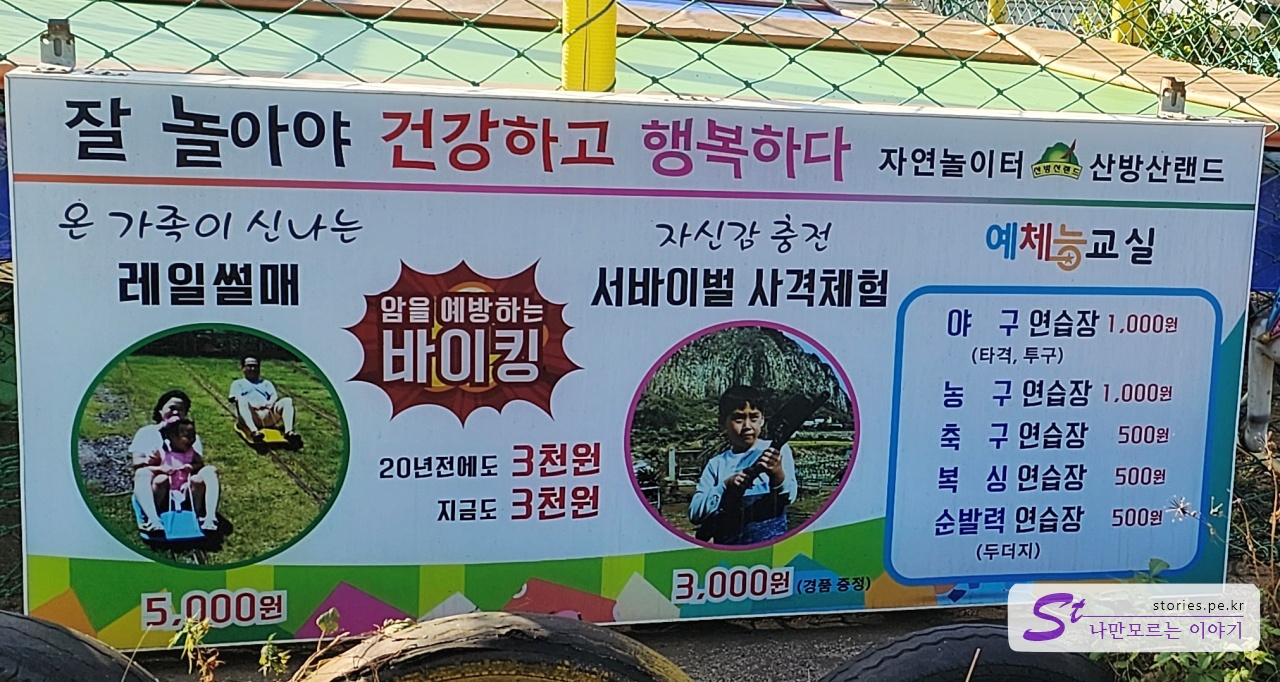 잘 놀아야 건강하고 행복하다
자연놀이터 산방산랜드 산방산랜드
온 가족이 신나는
레일썰매
5,000원
암을 예방하는
바이킹
20년전에도 3천원
지금도 3천원
자신감 충전
서바이벌 사격체험
3,000원 (경품 증정)
예체능교실
야 구 연습장 1,000원
(타격, 투구)
농 구 연습장 1,000원
축 구 연습장 500원
복 싱 연습장 500원
순발력 연습장 500원
(두더지)
St stories.pe.kr
나만모르는 이야기